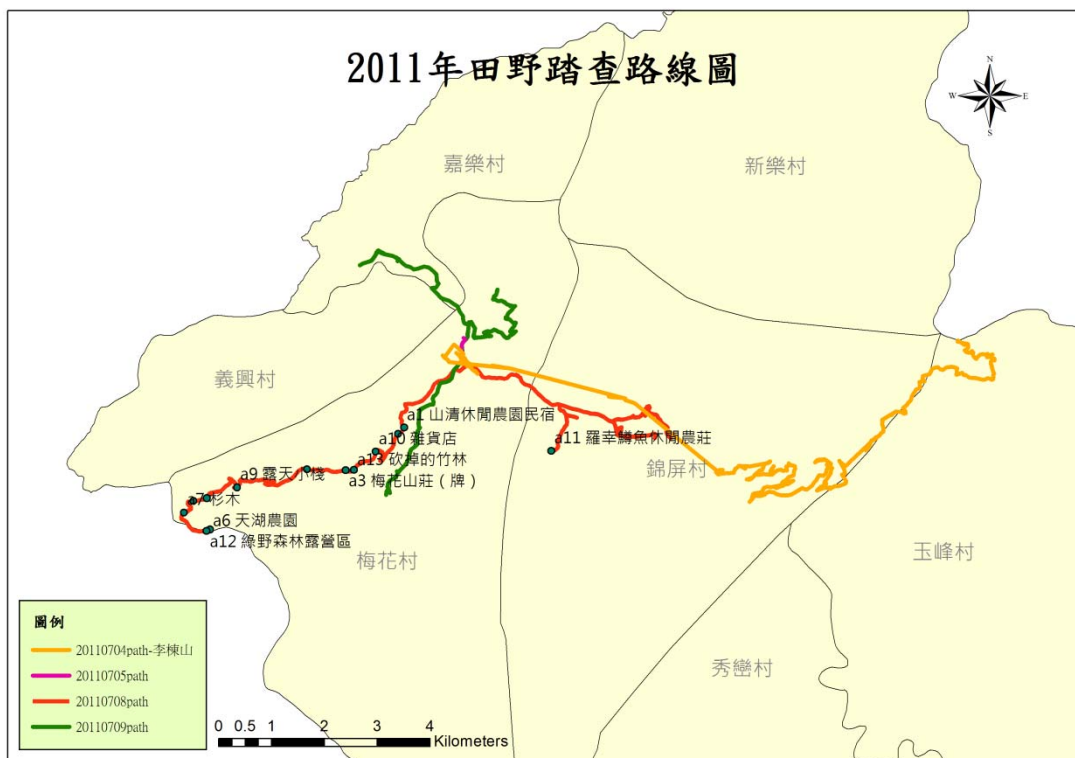 2011年田野踏查路線圖
N
W
E
S
嘉樂村
新樂村
義興村
a1 山清休閒農園民宿
a10 雜貨店
a11 羅幸鱒魚休閒農莊
a13 砍掉的竹林
a9 露天小棧
a3 梅花山莊（牌）
錦屏村
a7 杉木
a6 天湖農園
a12 綠野森林露營區
梅花村
玉峰村
秀巒村
圖例
20110704path-李棟山
20110705path
20110708path
20110709path
0 0.5 1 2 3 4
Kilometers